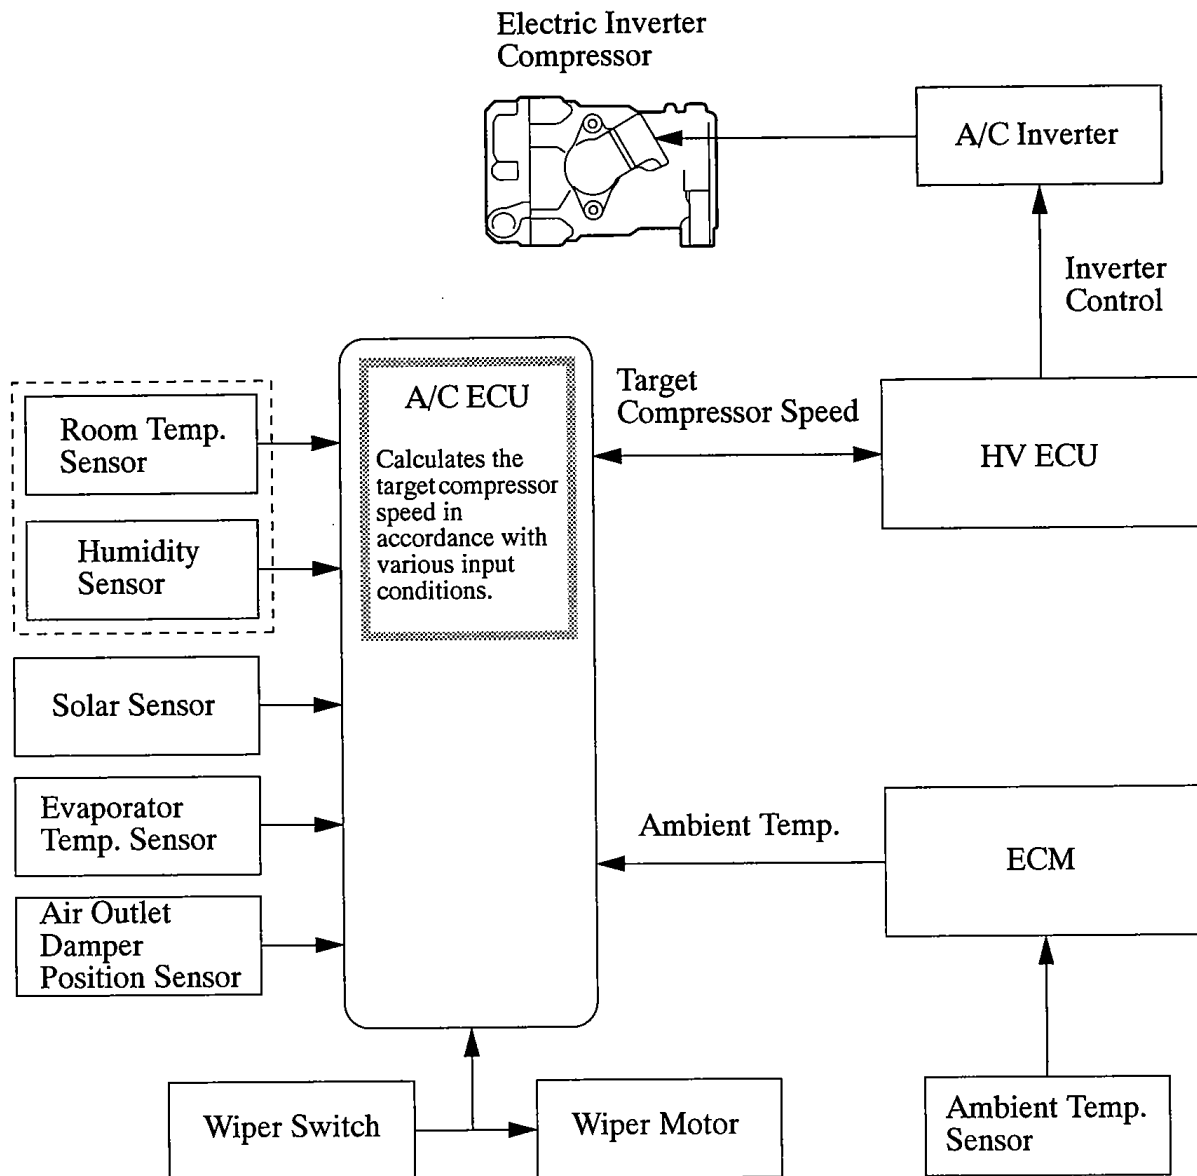 Electric Inverter
Compressor
A/C Inverter
Inverter
Control
A/C ECU
Calculates the
target compressor
speed in
accordance with
various input
conditions.
Target
Compressor Speed
HV ECU
Room Temp.
Sensor
Humidity
Sensor
Solar Sensor
Evaporator
Temp. Sensor
Air Outlet
Damper
Position Sensor
Ambient Temp.
ECM
Wiper Switch
Wiper Motor
Ambient Temp.
Sensor